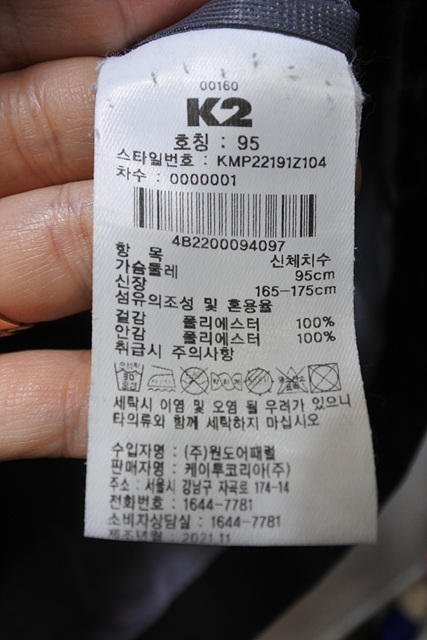 00160
K2
호칭 : 95
스타일번호 : KMP22191Z104
차수 : 0000001
4B2200094097
항 목 신체치수
가슴둘레 95cm
신장 165-175cm
섬유의조성 및 혼용율
겉감 폴리에스터 100%
안감 폴리에스터 100%
취급시 주의사항
세탁시 이염 및 오염 될 우려가 있으니
타의류와 함께 세탁하지 마십시오
수입자명 : (주)원도어패럴
판매자명 : 케이투코리아(주)
주소 : 서울시 강남구 자곡로 174-14
전화번호 : 1644-7781
소비자상담실 : 1644-7781
제조년월 : 2021.11